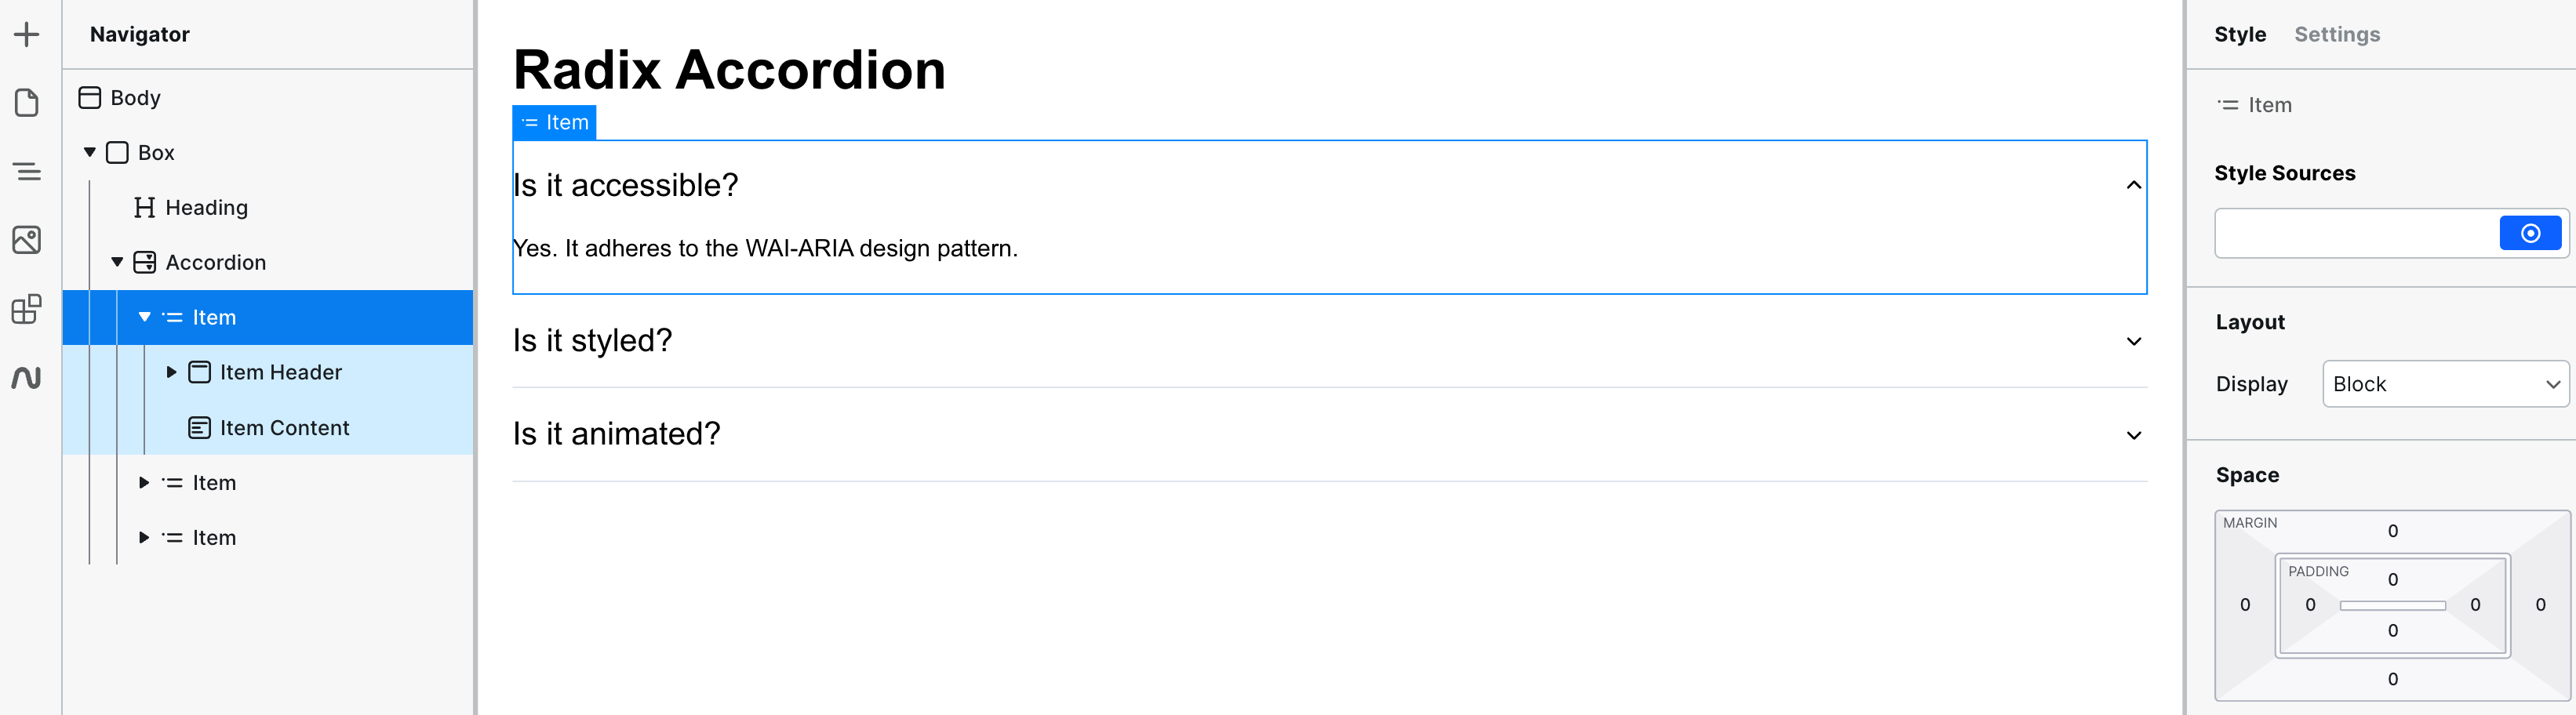 Navigator
Body
Box
Heading
Accordion
Item
Item Header
Item Content
Item
Item
Radix Accordion
Item
Is it accessible?
Yes. It adheres to the WAI-ARIA design pattern.
Is it styled?
Is it animated?
Style Settings
Item
Style Sources
Layout
Display Block
Space
MARGIN
0
PADDING
0
0 0 0 0
0
0